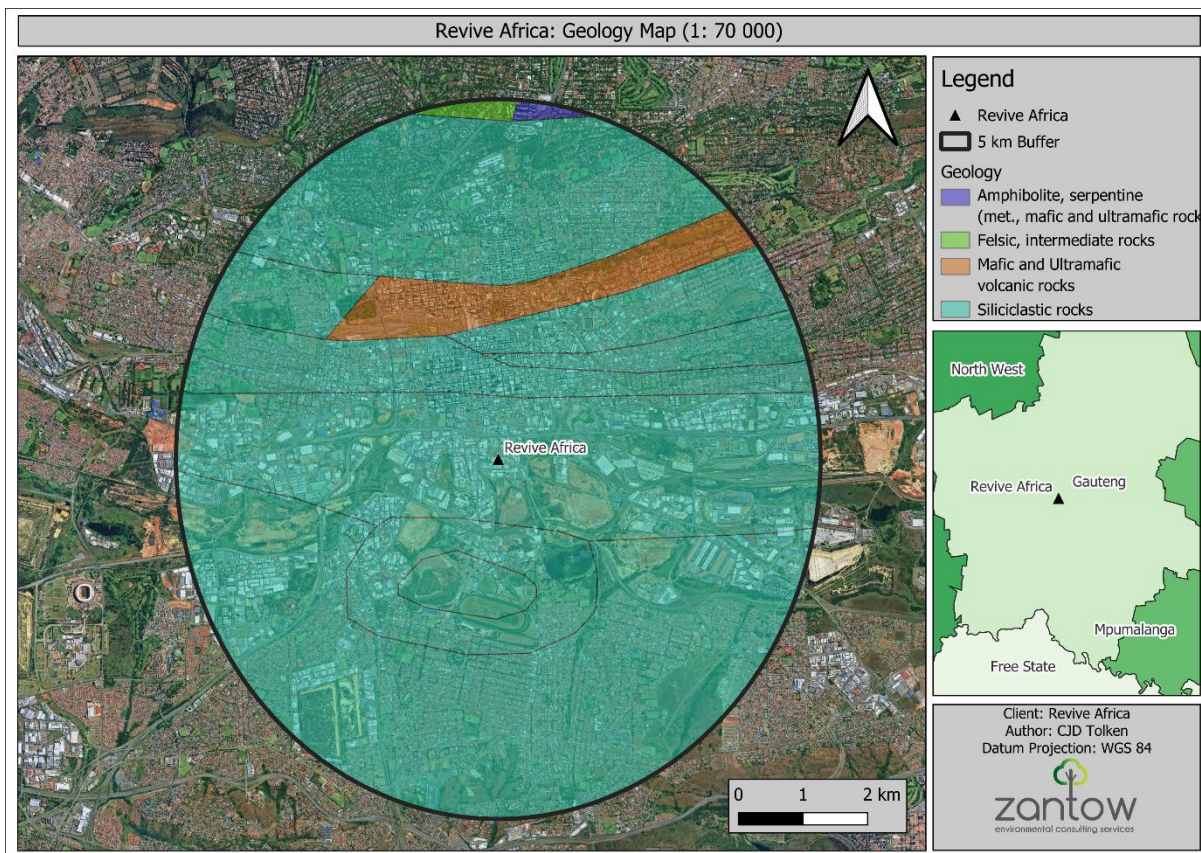 Revive Africa: Geology Map (1: 70 000)
Revive Africa
0 1 2 km
Legend
Revive Africa
5 km Buffer
Geology
Amphibolite, serpentine
(met., mafic and ultramafic rock
Felsic, intermediate rocks
Mafic and Ultramafic
volcanic rocks
Siliciclastic rocks
North West
Revive Africa
Gauteng
Mpumalanga
Free State
Client: Revive Africa
Author: CJD Tolken
Datum Projection: WGS 84
zantow
environmental consulting services